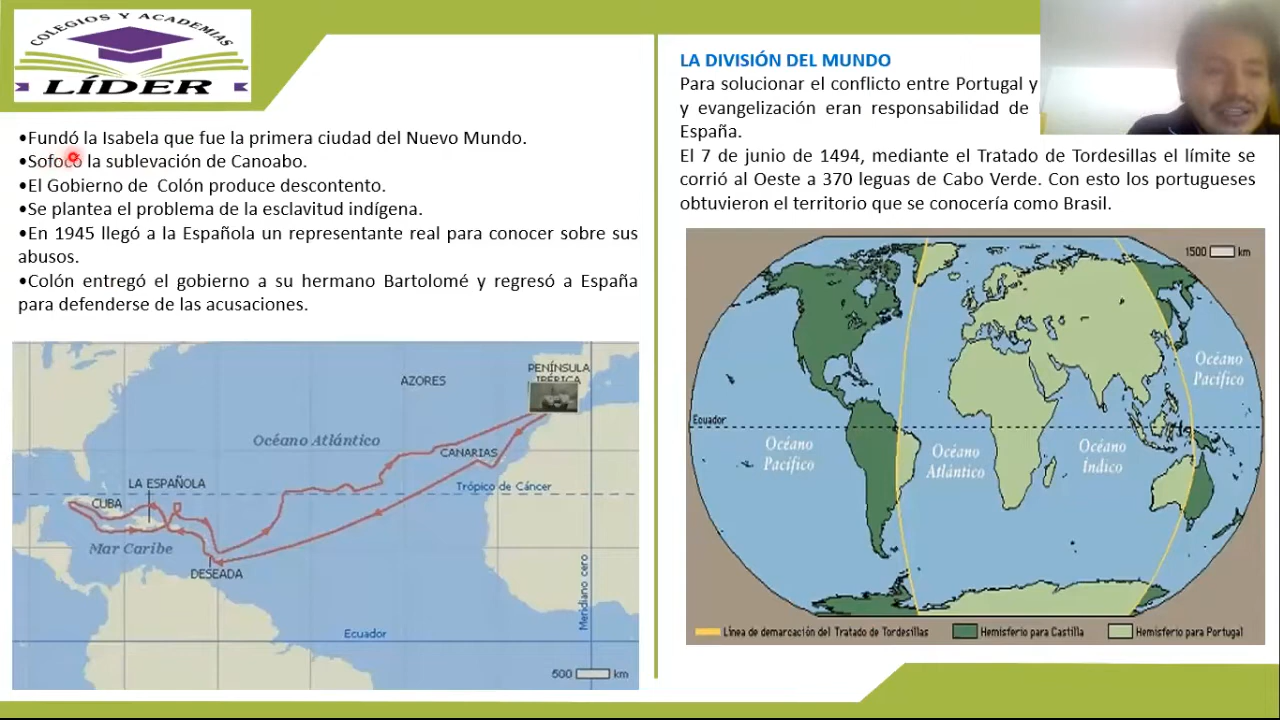 COLEGIOS Y ACADEMIAS
LÍDER
•Fundó la Isabela que fue la primera ciudad del Nuevo Mundo.
•Sofocó la sublevación de Canoabo.
•El Gobierno de Colón produce descontento.
•Se plantea el problema de la esclavitud indígena.
•En 1945 llegó a la Española un representante real para conocer sobre sus
abusos.
•Colón entregó el gobierno a su hermano Bartolomé y regresó a España
para defenderse de las acusaciones.
AZORES
PENÍNSULA
IBÉRICA
Océano Atlántico
CANARIAS
LA ESPAÑOLA
Trópico de Cáncer
CUBA
Mar Caribe
DESEADA
Meridiano cero
Ecuador
500 km
LA DIVISIÓN DEL MUNDO
Para solucionar el conflicto entre Portugal y
y evangelización eran responsabilidad de
España.
El 7 de junio de 1494, mediante el Tratado de Tordesillas el límite se
corrió al Oeste a 370 leguas de Cabo Verde. Con esto los portugueses
obtuvieron el territorio que se conocería como Brasil.
1500 km
Océano
Pacífico
Ecuador
Océano
Pacífico
Océano
Atlántico
Océano
Índico
Línea de demarcación del Tratado de Tordesillas
Hemisferio para Castilla
Hemisferio para Portugal